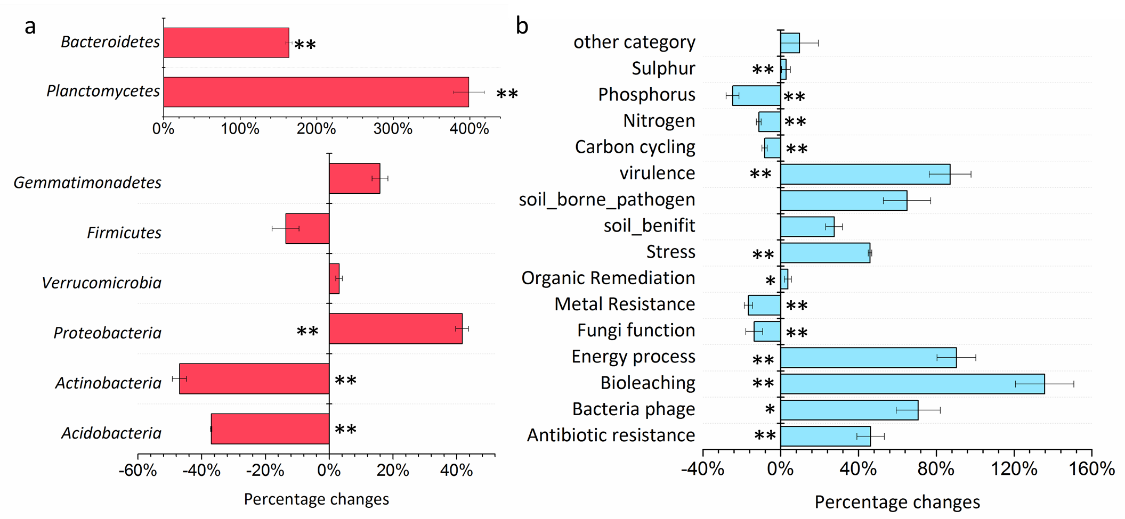 a
Bacteroidetes **
Planctomycetes **
0% 100% 200% 300% 400%
Gemmatimonadetes
Firmicutes
Verrucomicrobia
Proteobacteria **
Actinobacteria **
Acidobacteria **
-60% -40% -20% 0% 20% 40%
Percentage changes
b
other category
Sulphur **
Phosphorus **
Nitrogen **
Carbon cycling **
virulence **
soil_borne_pathogen
soil_benifit
Stress **
Organic Remediation *
Metal Resistance **
Fungi function **
Energy process **
Bioleaching **
Bacteria phage *
Antibiotic resistance **
-40% 0% 40% 80% 120% 160%
Percentage changes